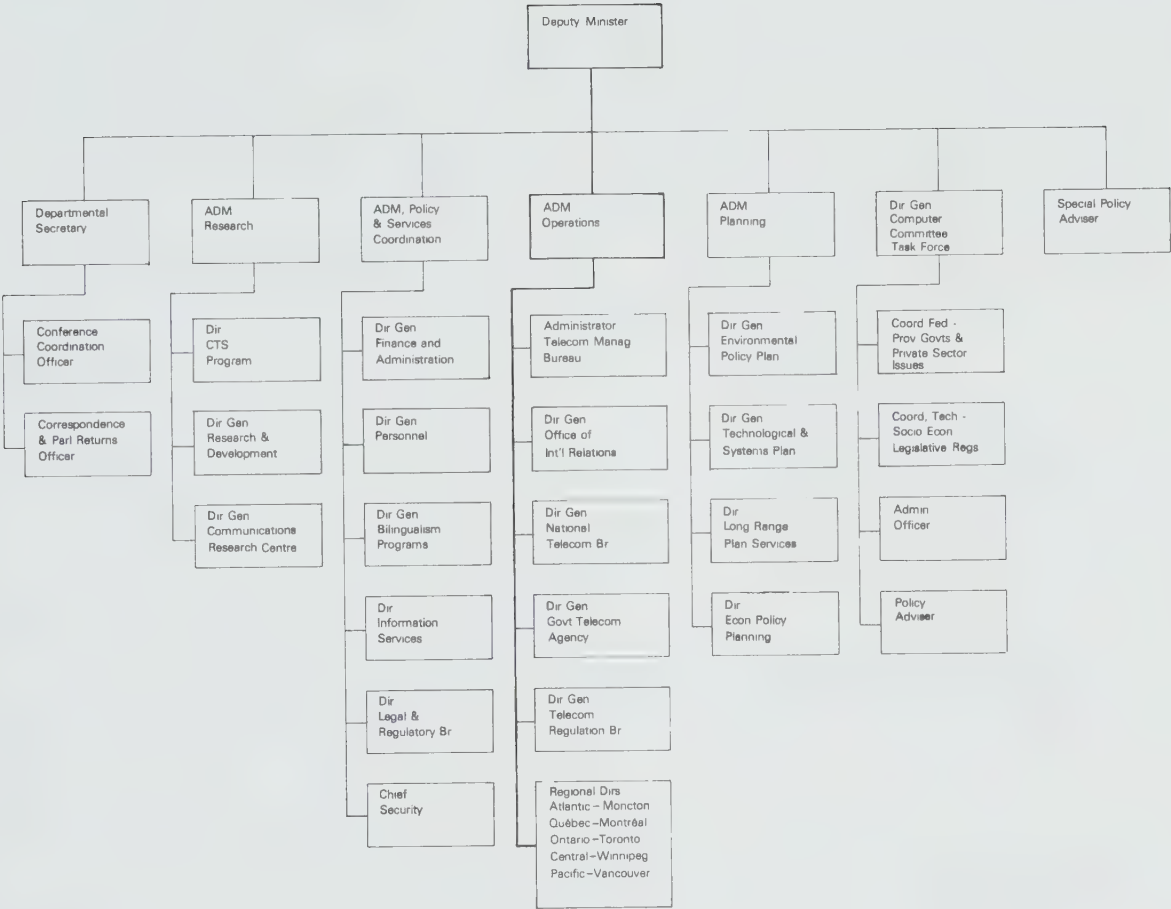 Deputy Minister
Departmental
Secretary
ADM
Research
ADM, Policy
& Services
Coordination
ADM
Operations
ADM
Planning
Dir Gen
Computer
Committee
Task Force
Special Policy
Adviser
Conference
Coordination
Officer
Correspondence
& Parl Returns
Officer
Dir
CTS
Program
Dir Gen
Research &
Development
Dir Gen
Communications
Research Centre
Dir Gen
Finance and
Administration
Dir Gen
Personnel
Dir Gen
Bilingualism
Programs
Dir
Information
Services
Dir
Legal &
Regulatory Br
Chief
Security
Administrator
Telecom Manag
Bureau
Dir Gen
Office of
Int'l Relations
Dir Gen
National
Telecom Br
Dir Gen
Govt Telecom
Agency
Dir Gen
Telecom
Regulation Br
Regional Dirs
Atlantic - Moncton
Québec - Montréal
Ontario - Toronto
Central - Winnipeg
Pacific - Vancouver
Dir Gen
Environmental
Policy Plan
Dir Gen
Technological &
Systems Plan
Dir
Long Range
Plan Services
Dir
Econ Policy
Planning
Coord Fed -
Prov Govts &
Private Sector
Issues
Coord, Tech -
Socio Econ
Legislative Regs
Admin
Officer
Policy
Adviser